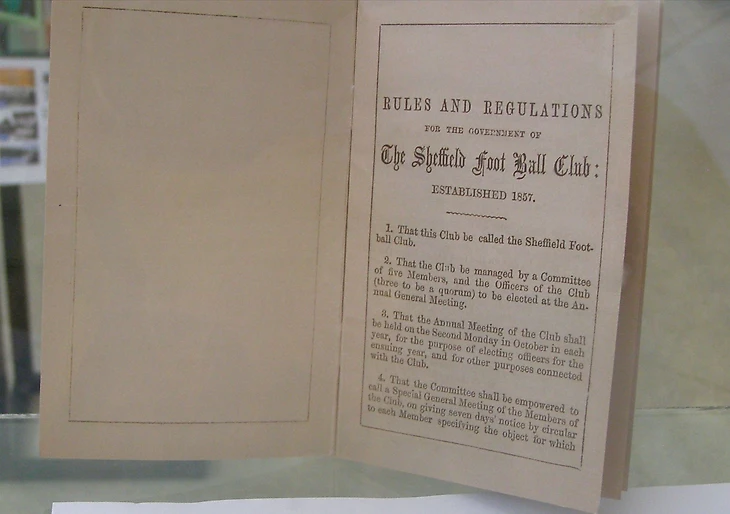 RULES AND REGULATIONS
FOR THE GOVERNMENT OF
The Sheffield Foot Ball Club:
ESTABLISHED 1857.
1. That this Club be called the Sheffield Foot-
ball Club.
2. That the Club be managed by a Committee
of five Members, and the Officers of the Club
(three to be a quorum) to be elected at the An-
nual General Meeting.
3. That the Annual Meeting of the Club shall
be held on the Second Monday in October in each
year, for the purpose of electing officers for the
ensuing year, and for other purposes connected
with the Club.
4. That the Committee shall be empowered to
call a Special General Meeting of the Members of
the Club, on giving seven days' notice by circular
to each Member specifying the object for which